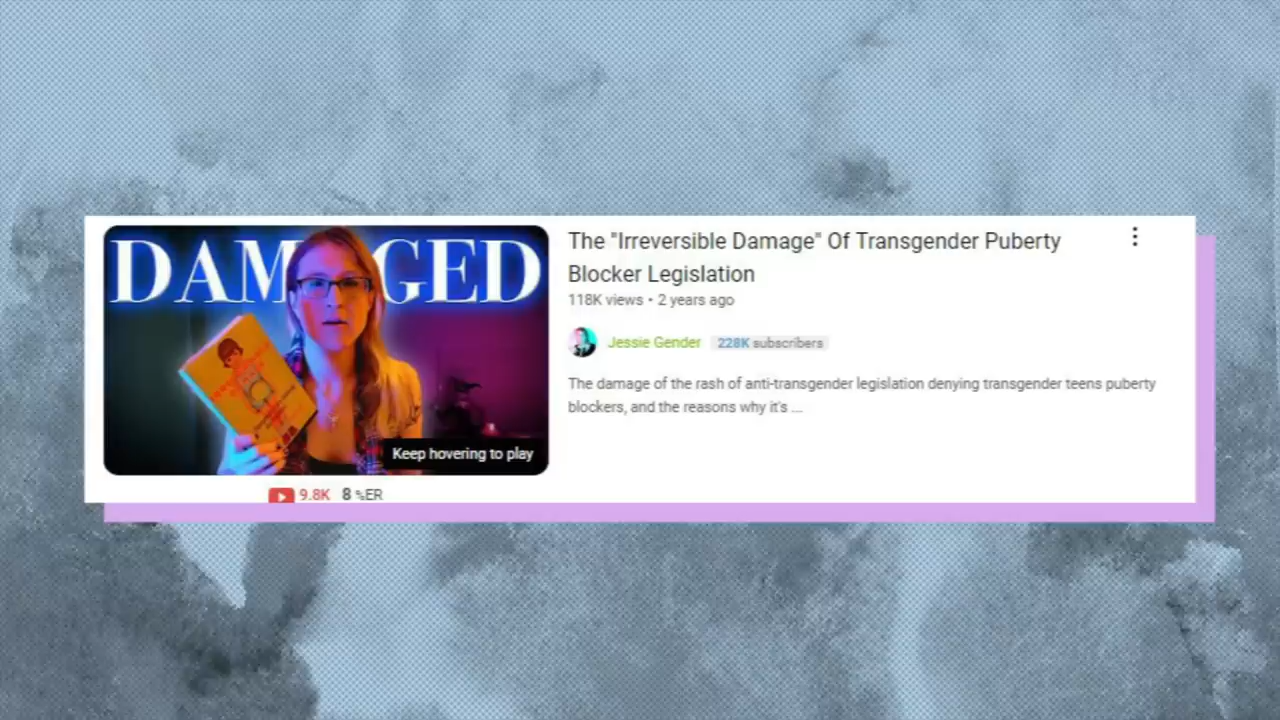 DAMAGED
The "Irreversible Damage" Of Transgender Puberty
Blocker Legislation
118K views • 2 years ago
Jessie Gender 228K subscribers
The damage of the rash of anti-transgender legislation denying transgender teens puberty
blockers, and the reasons why it's ...
Keep hovering to play
9.8K 8 %ER